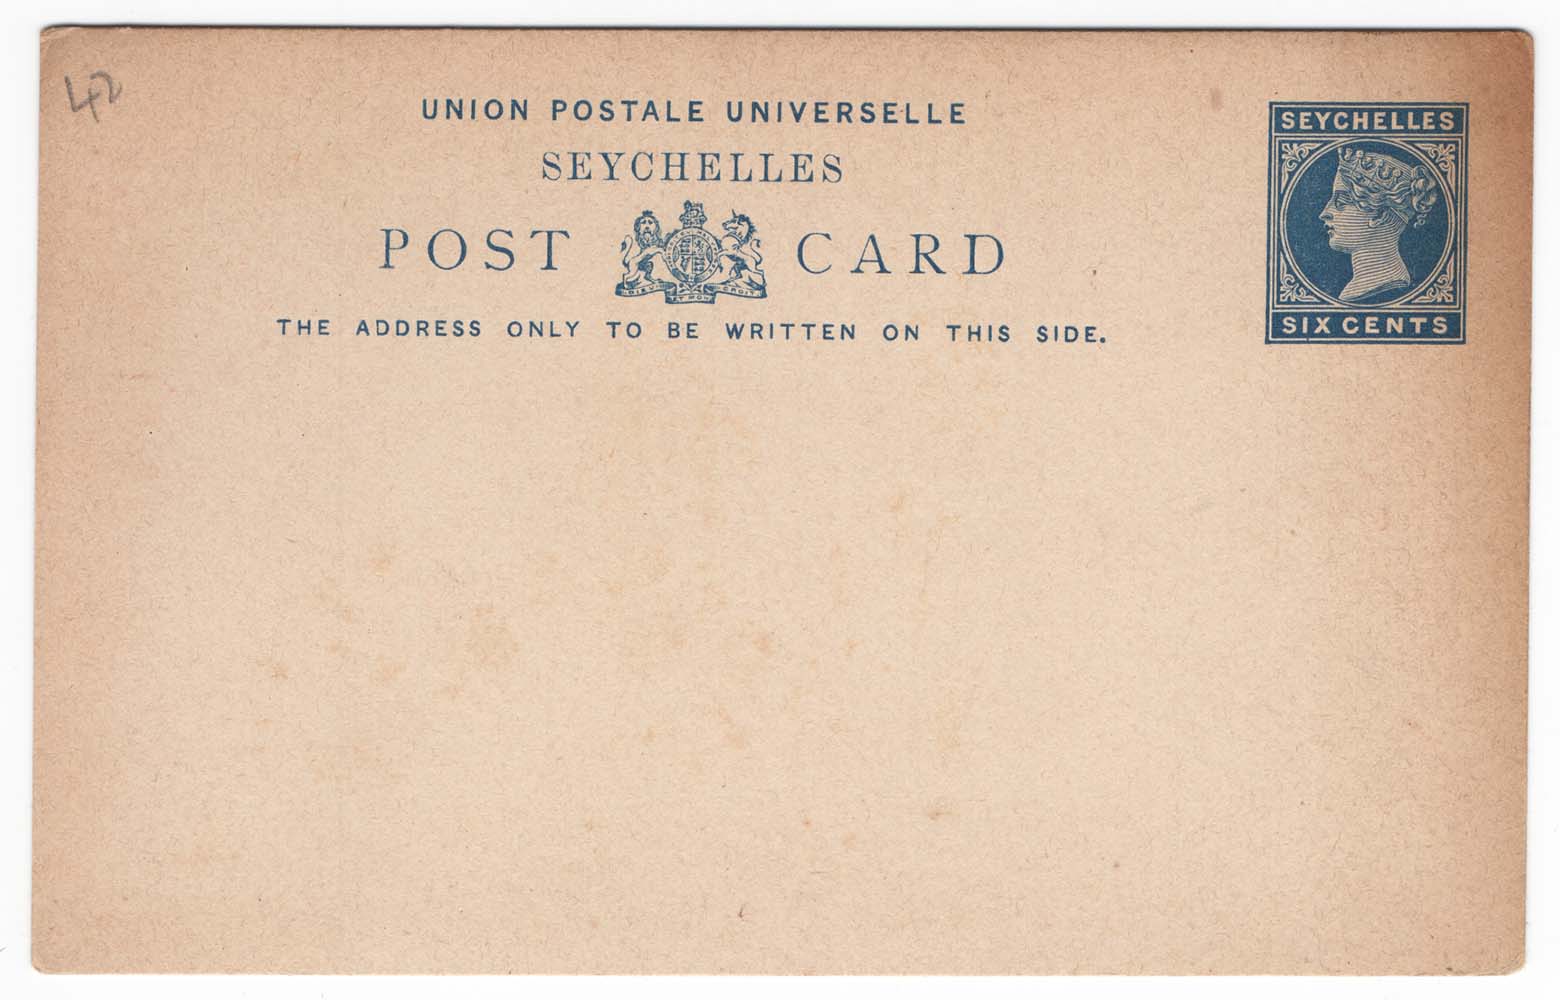 42
UNION POSTALE UNIVERSELLE
SEYCHELLES
POST CARD
THE ADDRESS ONLY TO BE WRITTEN ON THIS SIDE.
SEYCHELLES
SIX CENTS